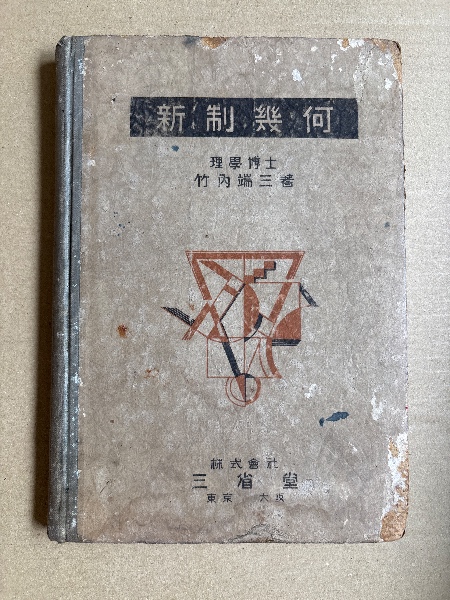 新制幾何
理學博士
竹內端三著
株式會社
三省堂
東京 大阪